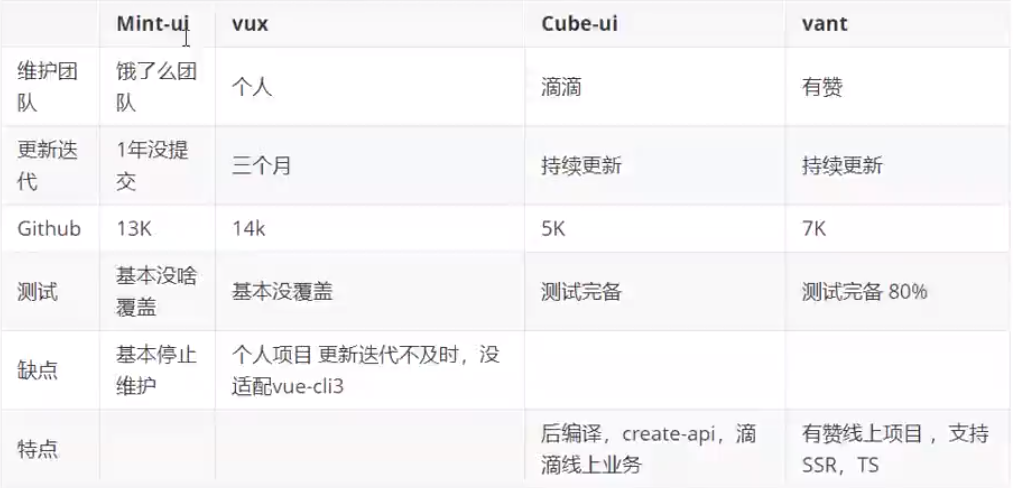 Mint-ui vux Cube-ui vant
维护团队 饿了么团队 个人 滴滴 有赞
更新迭代 1年没提交 三个月 持续更新 持续更新
Github 13K 14k 5K 7K
测试 基本没啥覆盖 基本没覆盖 测试完备 测试完备 80%
缺点 基本停止维护 个人项目 更新迭代不及时，没适配vue-cli3
特点 后编译，create-api，滴滴线上业务 有赞线上项目 ，支持SSR，TS